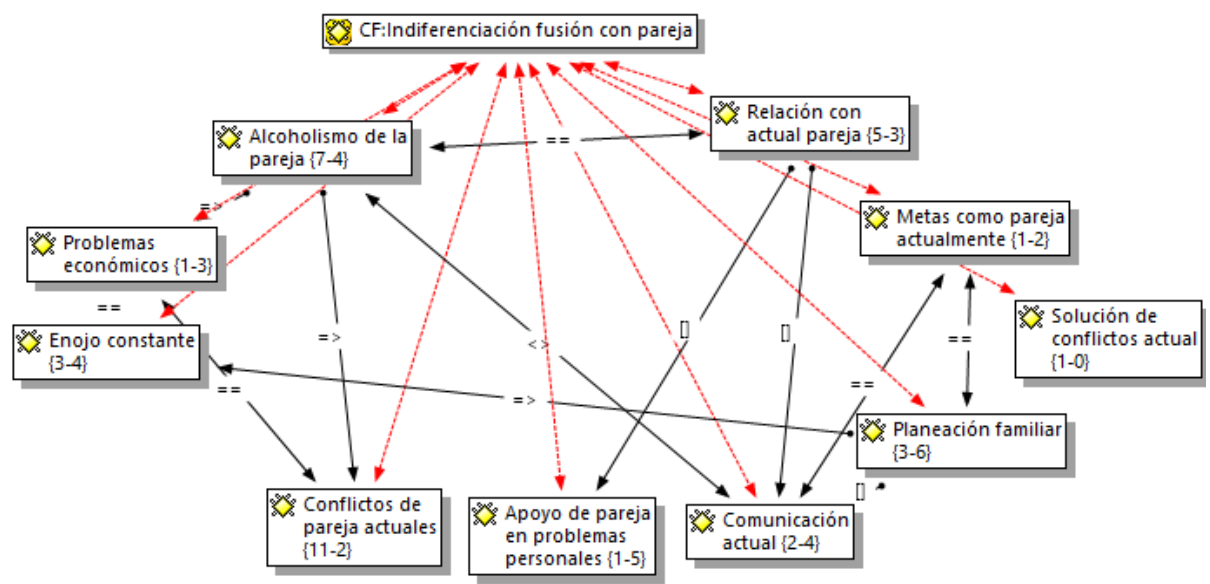 CF:Indiferenciación fusión con pareja
Relación con
actual pareja {5-3}
Alcoholismo de la
pareja {7-4}
==
=>
Metas como pareja
actualmente {1-2}
Problemas
económicos {1-3}
==
Enojo constante
{3-4}
=>
<>
[]
[]
==
Solución de
conflictos actual
{1-0}
==
=>
==
Planeación familiar
{3-6}
[]
Conflictos de
pareja actuales
{11-2}
Apoyo de pareja
en problemas
personales {1-5}
Comunicación
actual {2-4}